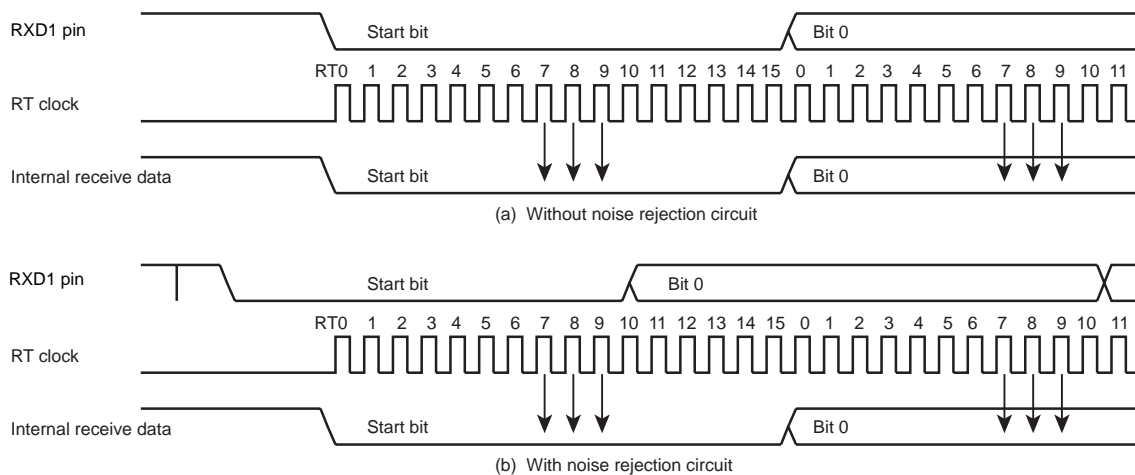 RXD1 pin Start bit Bit 0
RT0 1 2 3 4 5 6 7 8 9 10 11 12 13 14 15 0 1 2 3 4 5 6 7 8 9 10 11
RT clock
Internal receive data Start bit Bit 0
(a) Without noise rejection circuit
RXD1 pin Start bit Bit 0
RT0 1 2 3 4 5 6 7 8 9 10 11 12 13 14 15 0 1 2 3 4 5 6 7 8 9 10 11
RT clock
Internal receive data Start bit Bit 0
(b) With noise rejection circuit